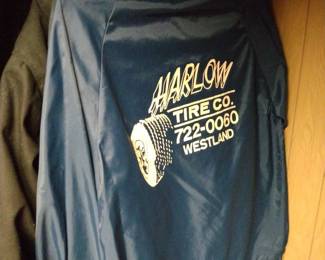 HARLOW
TIRE CO.
722-0060
WESTLAND